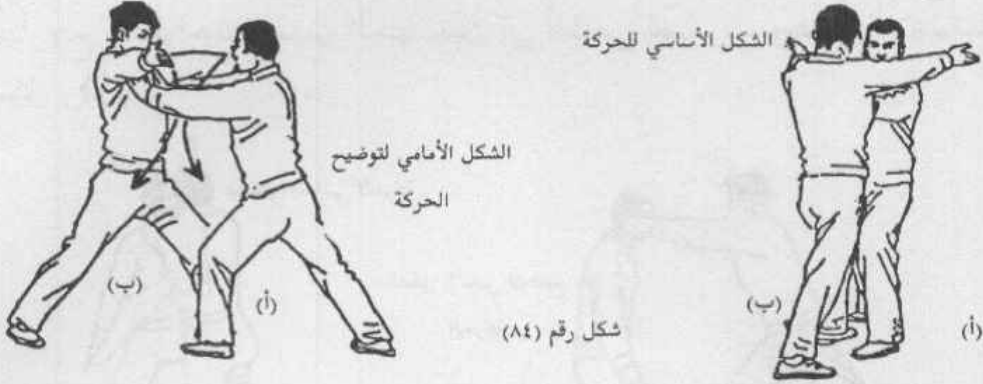 الشكل الأساسي للحركة
الشكل الأمامي لتوضيح
الحركة
(ب)
(أ)
(ب)
(أ)
شكل رقم (٨٤)